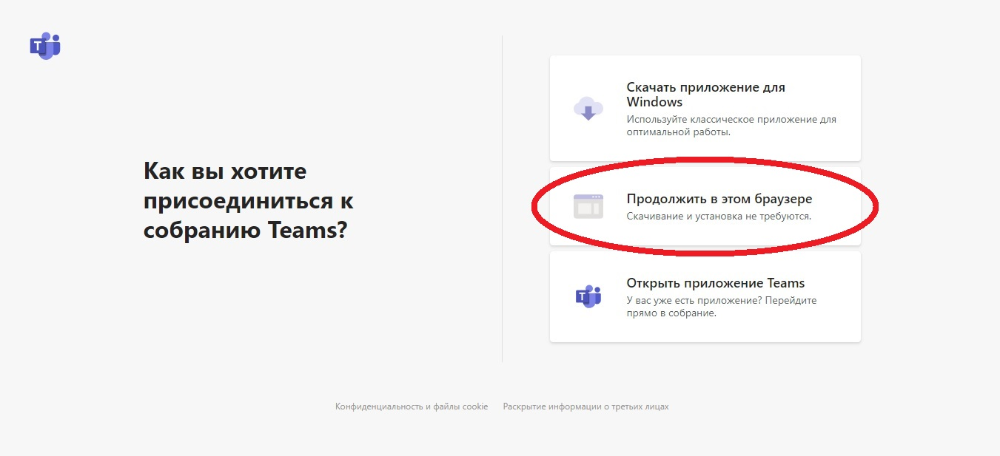 T
Как вы хотите
присоединиться к
собранию Teams?
Скачать приложение для
Windows
Используйте классическое приложение для
оптимальной работы.
Продолжить в этом браузере
Скачивание и установка не требуются.
T
Открыть приложение Teams
У вас уже есть приложение? Перейдите
прямо в собрание.
Конфиденциальность и файлы cookie
Раскрытие информации о третьих лицах